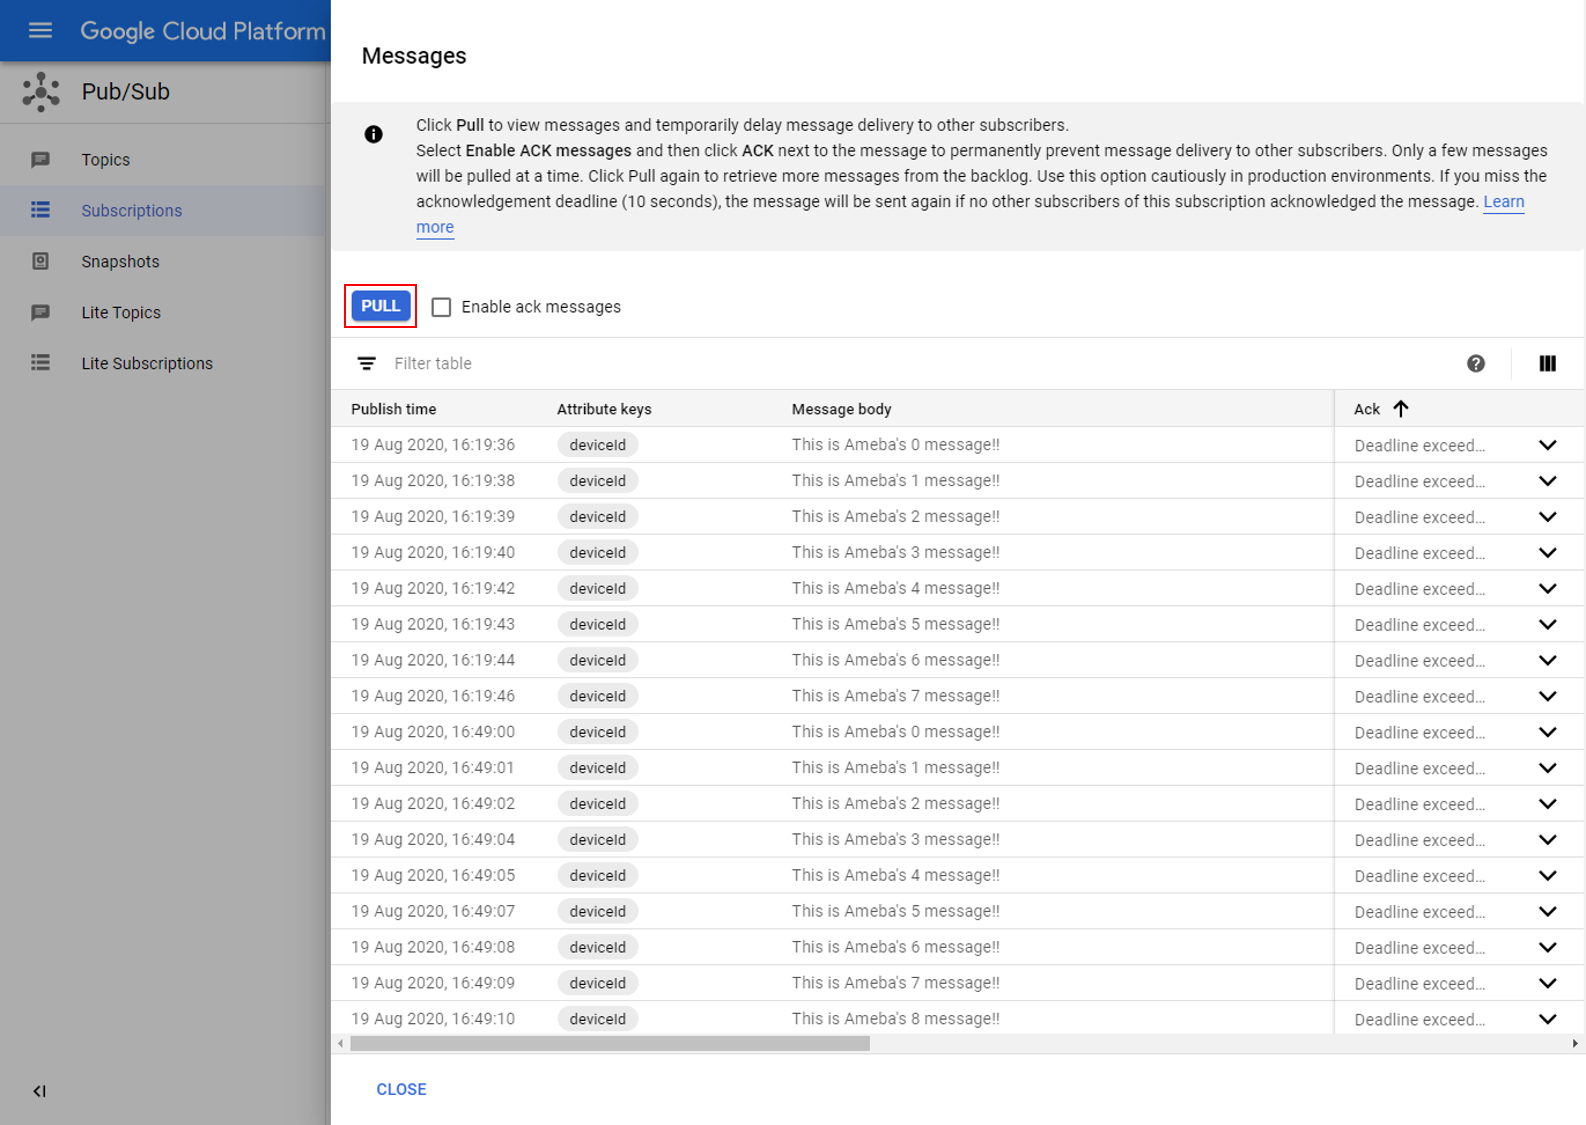 Google Cloud Platform
Pub/Sub
Topics
Subscriptions
Snapshots
Lite Topics
Lite Subscriptions
Messages
Click Pull to view messages and temporarily delay message delivery to other subscribers.
Select Enable ACK messages and then click ACK next to the message to permanently prevent message delivery to other subscribers. Only a few messages
will be pulled at a time. Click Pull again to retrieve more messages from the backlog. Use this option cautiously in production environments. If you miss the
acknowledgement deadline (10 seconds), the message will be sent again if no other subscribers of this subscription acknowledged the message. Learn
more
PULL Enable ack messages
Filter table
Publish time Attribute keys Message body Ack
19 Aug 2020, 16:19:36 deviceId This is Ameba's 0 message!! Deadline exceed...
19 Aug 2020, 16:19:38 deviceId This is Ameba's 1 message!! Deadline exceed...
19 Aug 2020, 16:19:39 deviceId This is Ameba's 2 message!! Deadline exceed...
19 Aug 2020, 16:19:40 deviceId This is Ameba's 3 message!! Deadline exceed...
19 Aug 2020, 16:19:42 deviceId This is Ameba's 4 message!! Deadline exceed...
19 Aug 2020, 16:19:43 deviceId This is Ameba's 5 message!! Deadline exceed...
19 Aug 2020, 16:19:44 deviceId This is Ameba's 6 message!! Deadline exceed...
19 Aug 2020, 16:19:46 deviceId This is Ameba's 7 message!! Deadline exceed...
19 Aug 2020, 16:49:00 deviceId This is Ameba's 0 message!! Deadline exceed...
19 Aug 2020, 16:49:01 deviceId This is Ameba's 1 message!! Deadline exceed...
19 Aug 2020, 16:49:02 deviceId This is Ameba's 2 message!! Deadline exceed...
19 Aug 2020, 16:49:04 deviceId This is Ameba's 3 message!! Deadline exceed...
19 Aug 2020, 16:49:05 deviceId This is Ameba's 4 message!! Deadline exceed...
19 Aug 2020, 16:49:07 deviceId This is Ameba's 5 message!! Deadline exceed...
19 Aug 2020, 16:49:08 deviceId This is Ameba's 6 message!! Deadline exceed...
19 Aug 2020, 16:49:09 deviceId This is Ameba's 7 message!! Deadline exceed...
19 Aug 2020, 16:49:10 deviceId This is Ameba's 8 message!! Deadline exceed...
CLOSE